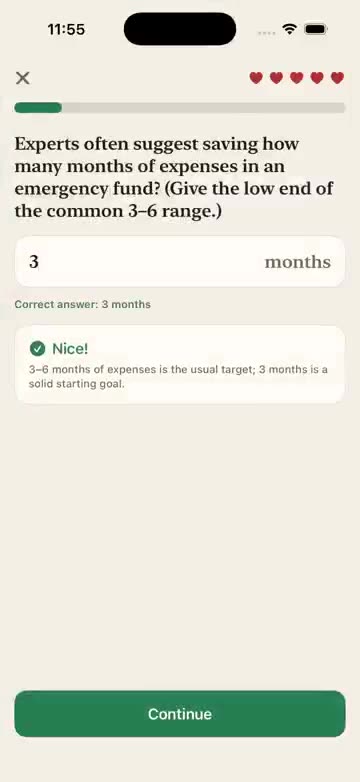 11:55
Experts often suggest saving how
many months of expenses in an
emergency fund? (Give the low end of
the common 3–6 range.)
3 months
Correct answer: 3 months
Nice!
3–6 months of expenses is the usual target; 3 months is a
solid starting goal.
Continue